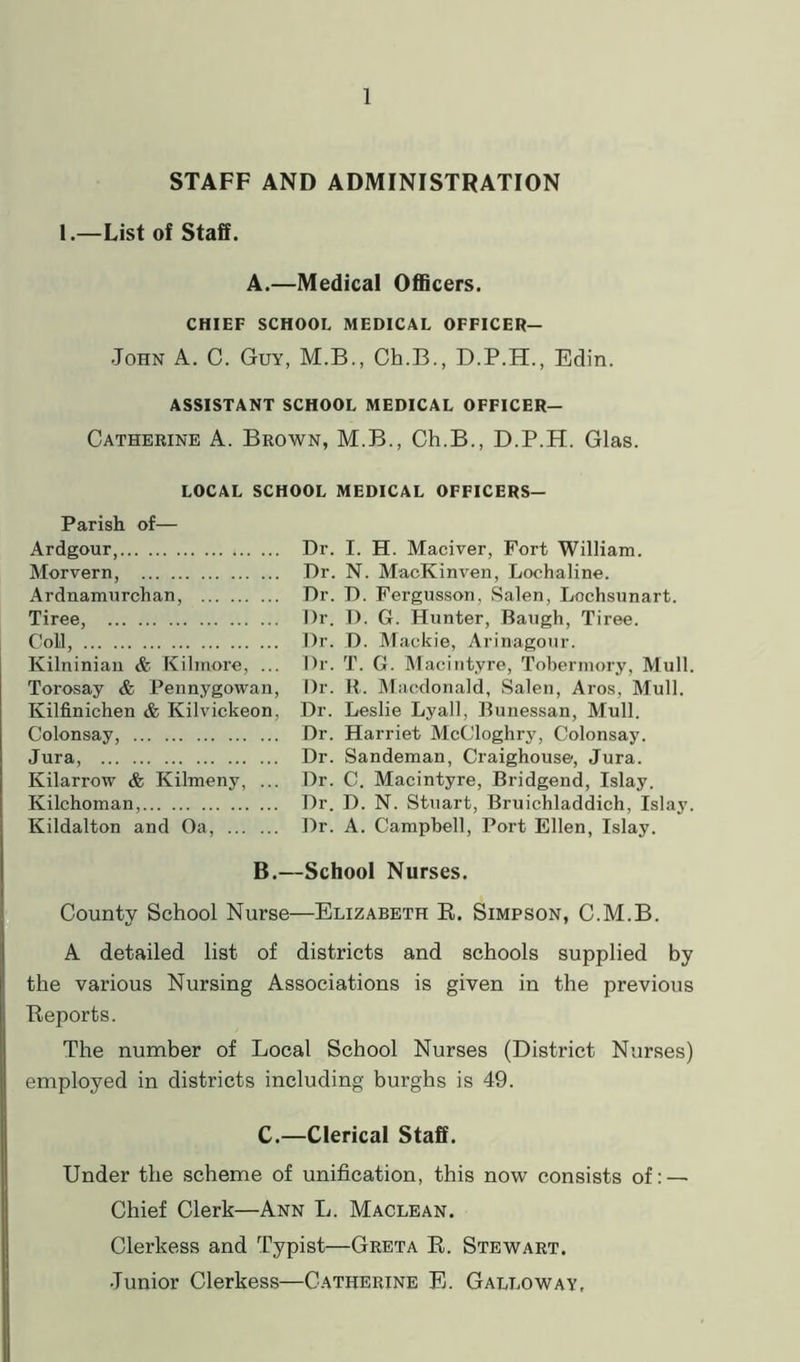 1
STAFF AND ADMINISTRATION
1.—List of Staff.
A.—Medical Officers.
CHIEF SCHOOL MEDICAL OFFICER—
John A. C. Guy, M.B., Ch.B., D.P.H., Edin.
ASSISTANT SCHOOL MEDICAL OFFICER—
Catherine A. Brown, M.B., Ch.B., D.P.H. Glas.
LOCAL SCHOOL MEDICAL OFFICERS—
Parish of—
Ardgour,... ... ... ... ... ... ... Dr. I. H. Maciver, Fort William.
Morvern, ... ... ... ... ... ... Dr. N. MacKinven, Lochaline.
Ardnamurchan, ... ... ... ... Dr. D. Fergusson, Salen, Lochsunart.
Tiree, ... ... ... ... ... ... ... Dr. D. G. Hunter, Baugh, Tiree.
Coll, ... ... ... ... ... ... ... ... Dr. D. Mackie, Arinagour.
Kilninian & Kilmore, ... Dr. T. G. Macintyre, Tobermory, Mull.
Torosay & Pennygowan, Dr. R. Macdonald, Salen, Aros, Mull.
Kilfinichen & Kilvickeon, Dr. Leslie Lyall, Bunessan, Mull.
Colonsay, ... ... ... ... ... ... Dr. Harriet McCloghry, Colonsay.
Jura, ... ... ... ... ... ... ... Dr. Sandeman, Craighouse, Jura.
Kilarrow & Kilmeny, ... Dr. C. Macintyre, Bridgend, Islay.
Kilchoman,... ... ... ... ... ... Dr. D. N. Stuart, Bruichladdich, Islay.
Kildalton and Oa, ... ... Dr. A. Campbell, Port Ellen, Islay.
B.—School Nurses.
County School Nurse—Elizabeth R. Simpson, C.M.B.
A detailed list of districts and schools supplied by
the various Nursing Associations is given in the previous
Reports.
The number of Local School Nurses (District Nurses)
employed in districts including burghs is 49.
C.—Clerical Staff.
Under the scheme of unification, this now consists of:—
Chief Clerk—Ann L. Maclean.
Clerkess and Typist—Greta R. Stewart.
Junior Clerkess—Catherine E. Galloway,